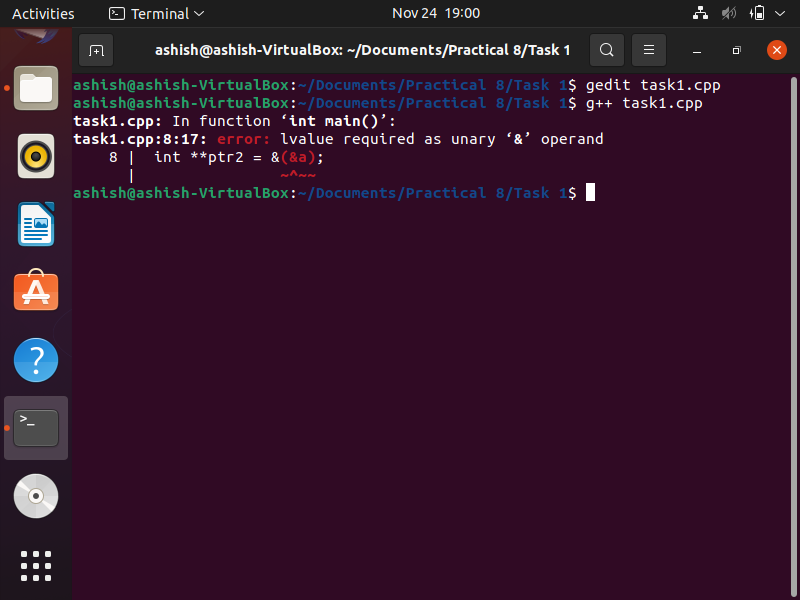 Activities Terminal Nov 24 19:00
ashish@ashish-VirtualBox: ~/Documents/Practical 8/Task 1
ashish@ashish-VirtualBox:~/Documents/Practical 8/Task 1$ gedit task1.cpp
ashish@ashish-VirtualBox:~/Documents/Practical 8/Task 1$ g++ task1.cpp
task1.cpp: In function ‘int main()’:
task1.cpp:8:17: error: lvalue required as unary ‘&’ operand
    8 |  int **ptr2 = &(&a);
      |                ~^~~
ashish@ashish-VirtualBox:~/Documents/Practical 8/Task 1$